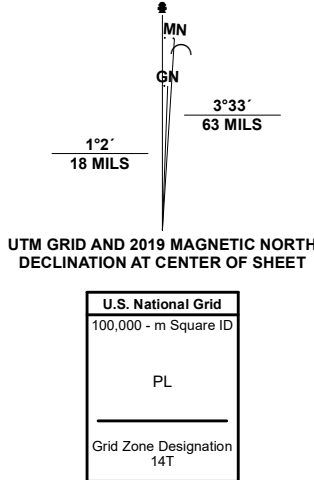 MN
GN
3°33´
63 MILS
1°2´
18 MILS
UTM GRID AND 2019 MAGNETIC NORTH
DECLINATION AT CENTER OF SHEET
U.S. National Grid
100,000 - m Square ID
PL
Grid Zone Designation
14T